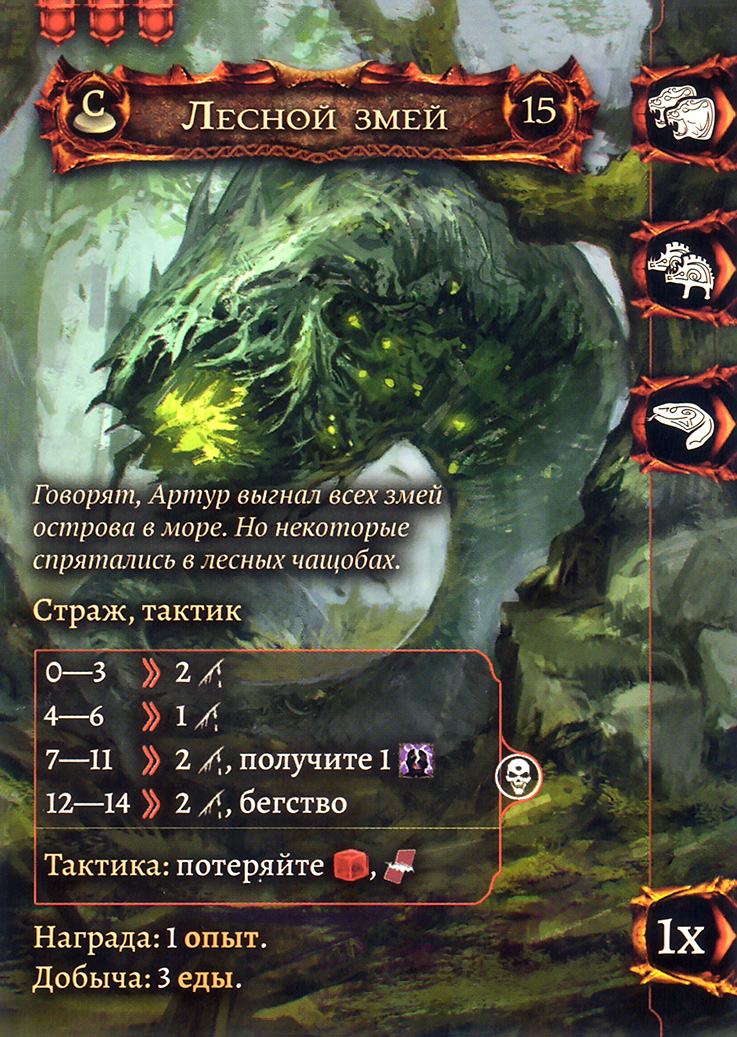 С
Лесной змей
15
Говорят, Артур выгнал всех змей
острова в море. Но некоторые
спрятались в лесных чащобах.
Страж, тактик
0—3 2
4—6 1
7—11 2 , получите 1
12—14 2 , бегство
Тактика: потеряйте ,
Награда: 1 опыт.
Добыча: 3 еды.
1x